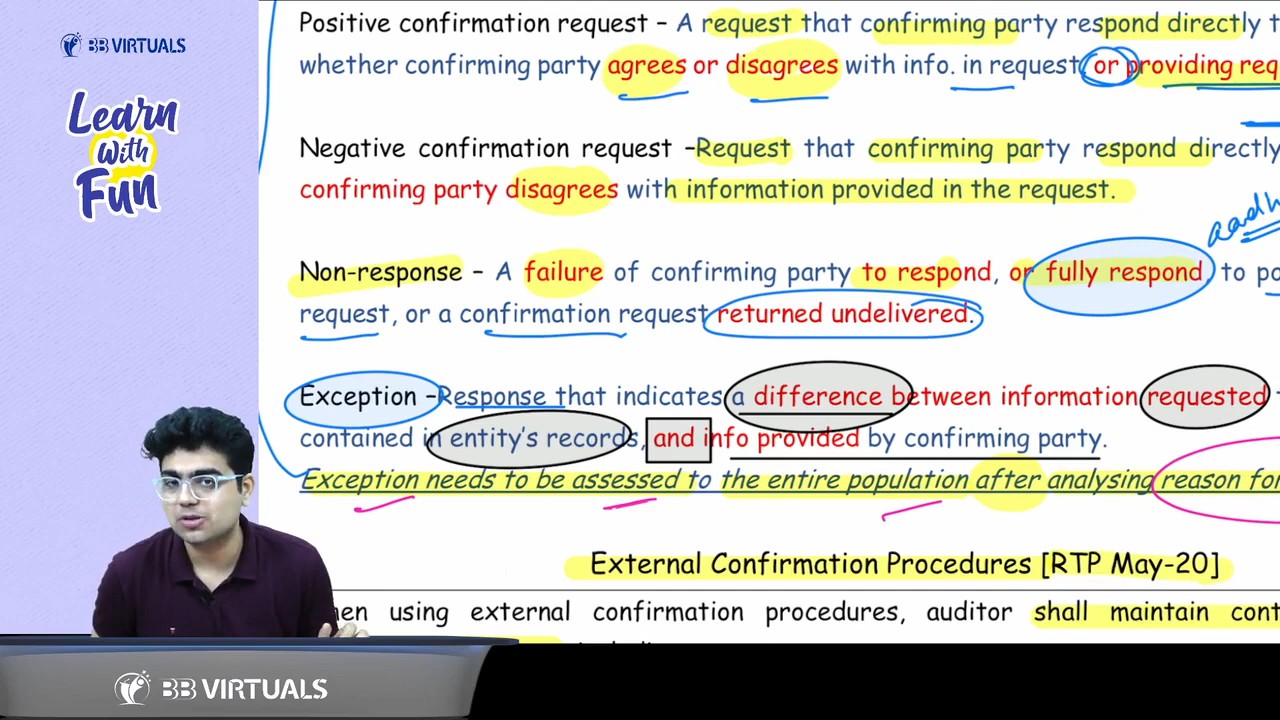 BB VIRTUALS
Learn
with
Fun
Positive confirmation request – A request that confirming party respond directly
whether confirming party agrees or disagrees with info. in request, or providing
Negative confirmation request –Request that confirming party respond directly
confirming party disagrees with information provided in the request.
Non-response – A failure of confirming party to respond, or fully respond, to
request, or a confirmation request returned undelivered.
Exception –Response that indicates a difference between information requested
contained in entity's records, and info provided by confirming party.
Exception needs to be assessed to the entire population after analysing reason for
External Confirmation Procedures [RTP May-20]
using external confirmation procedures, auditor shall maintain
BB VIRTUALS